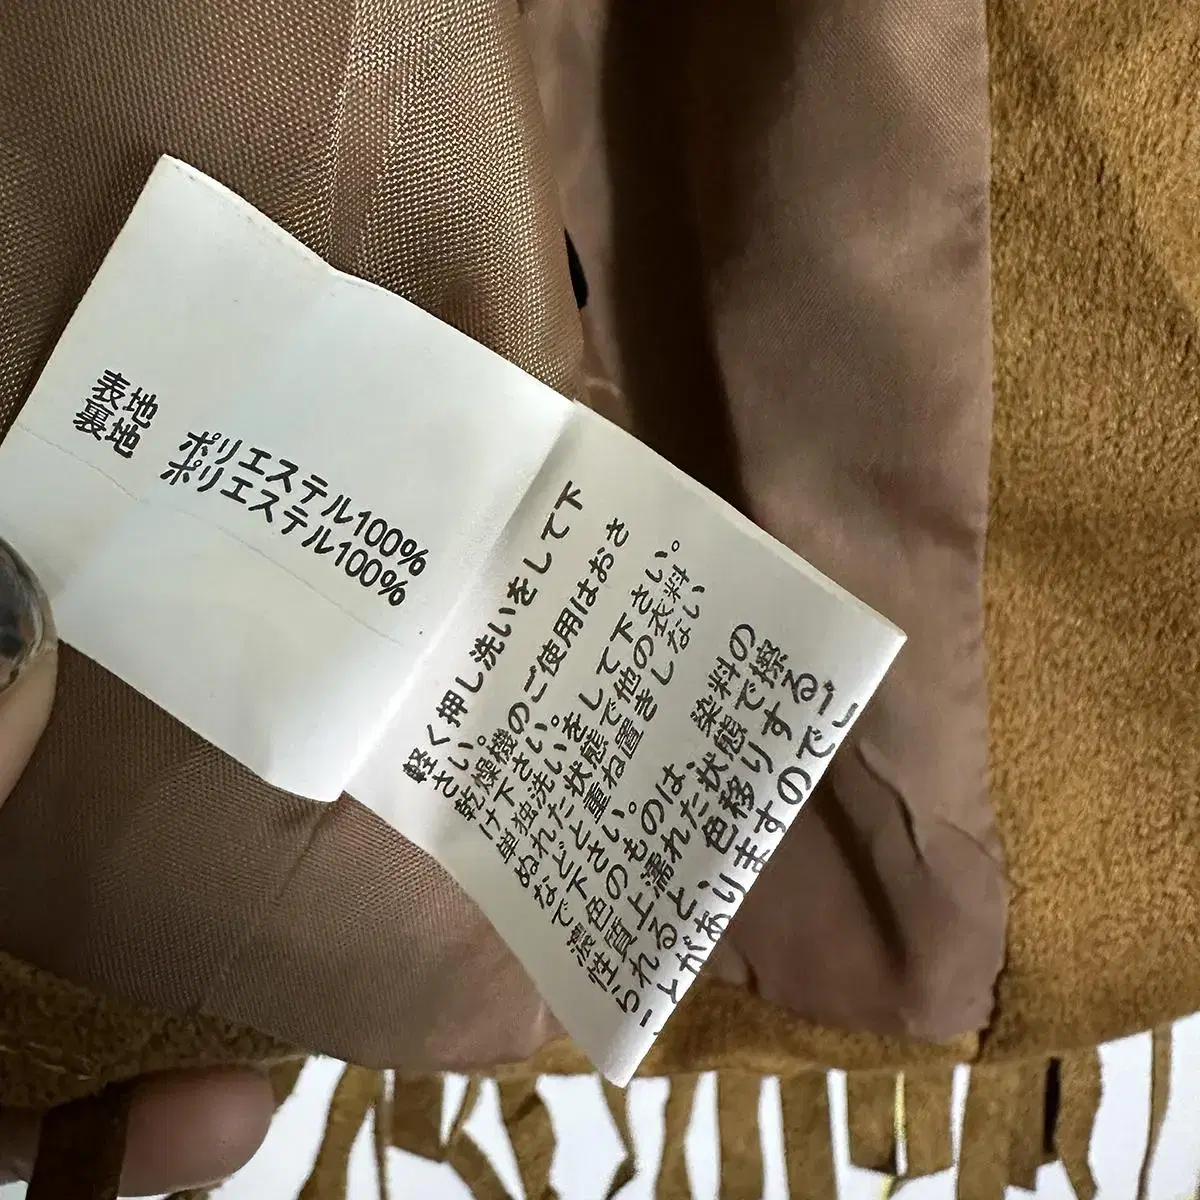 表地 ポリエステル100%
裏地 ポリエステル100%
軽く押し洗いをして下
さい。
乾燥機のご使用はおさ
け下さい。
単独洗いをして下さい。
ぬれた状態で他の衣料
などと重ね置きしない
で下さい。
濃色のものは、染料の
性質上濡れた状態で擦
られると、色移りする
ことがありますのでご